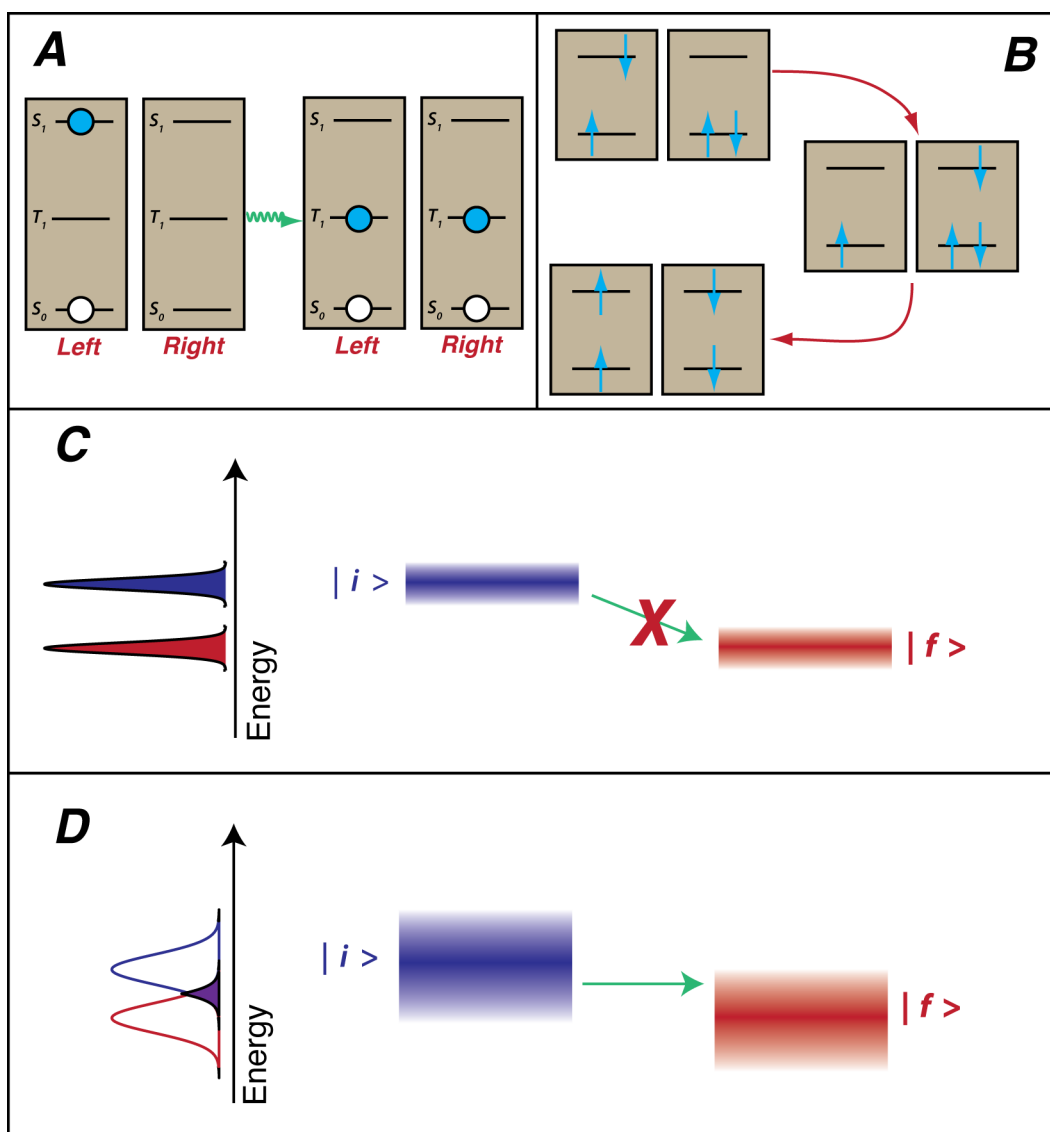 A
B
S1 S1 S1 S1
T1 T1 T1 T1
S0 S0 S0 S0
Left Right Left Right
C
Energy
| i >
X
| f >
D
Energy
| i >
| f >